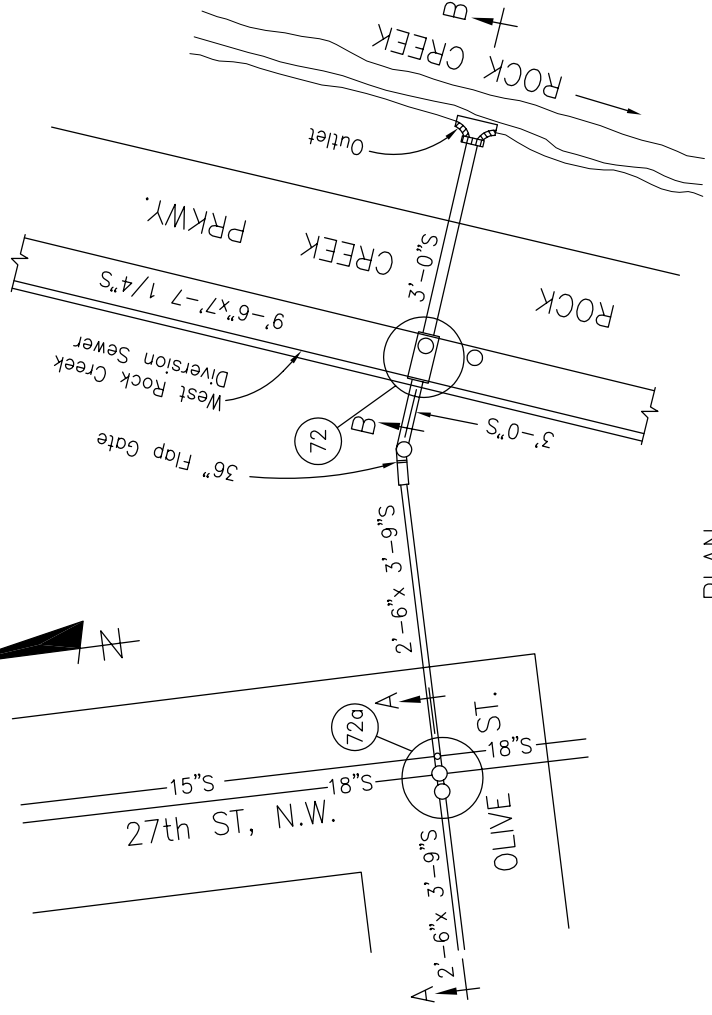 B
ROCK CREEK
Outlet
ROCK CREEK PRKWY.
3'-0"S
9'-6"x7'-7 1/4"S
West Rock Creek
Diversion Sewer
72
B
3'-0"S
36" Flap Gate
2'-6"x 3'-9"S
PLAN
N
A
72a
18"S
15"S
18"S
27th ST, N.W.
OLIVE ST.
2'-6"x 3'-9"S
A